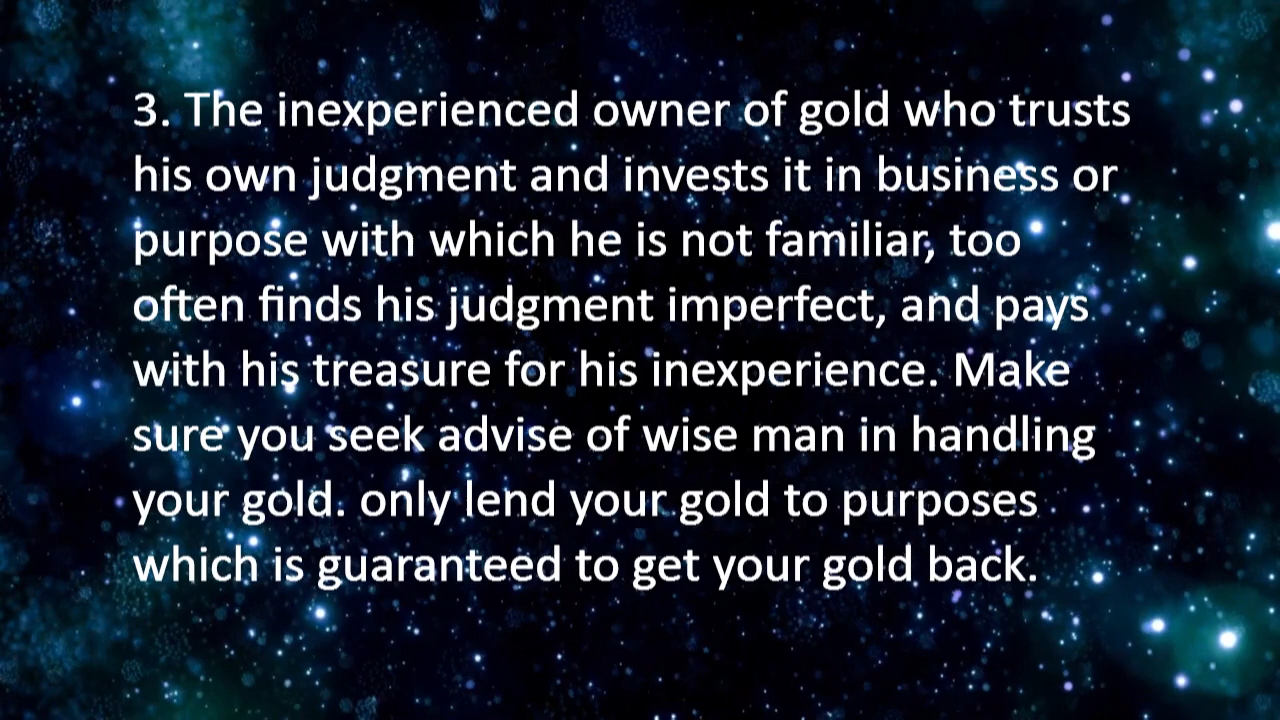 3. The inexperienced owner of gold who trusts
his own judgment and invests it in business or
purpose with which he is not familiar, too
often finds his judgment imperfect, and pays
with his treasure for his inexperience. Make
sure you seek advise of wise man in handling
your gold. only lend your gold to purposes
which is guaranteed to get your gold back.